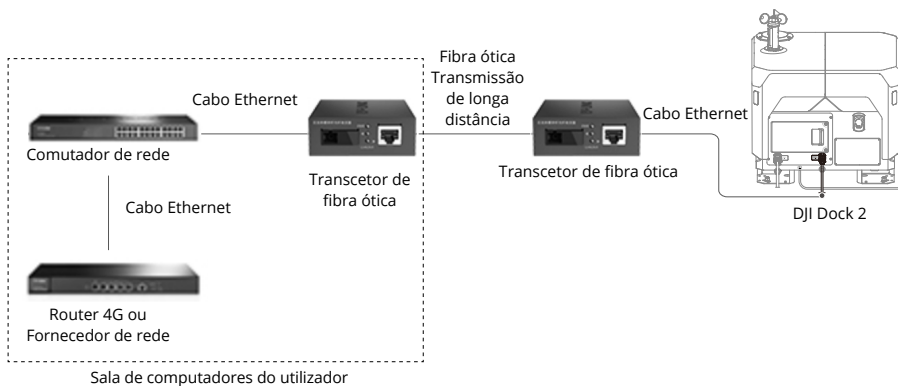 Fibra ótica
Transmissão
de longa
distância
Cabo Ethernet
Cabo Ethernet
Comutador de rede
Transcetor de
fibra ótica
Transcetor de fibra ótica
Cabo Ethernet
DJI Dock 2
Router 4G ou
Fornecedor de rede
Sala de computadores do utilizador